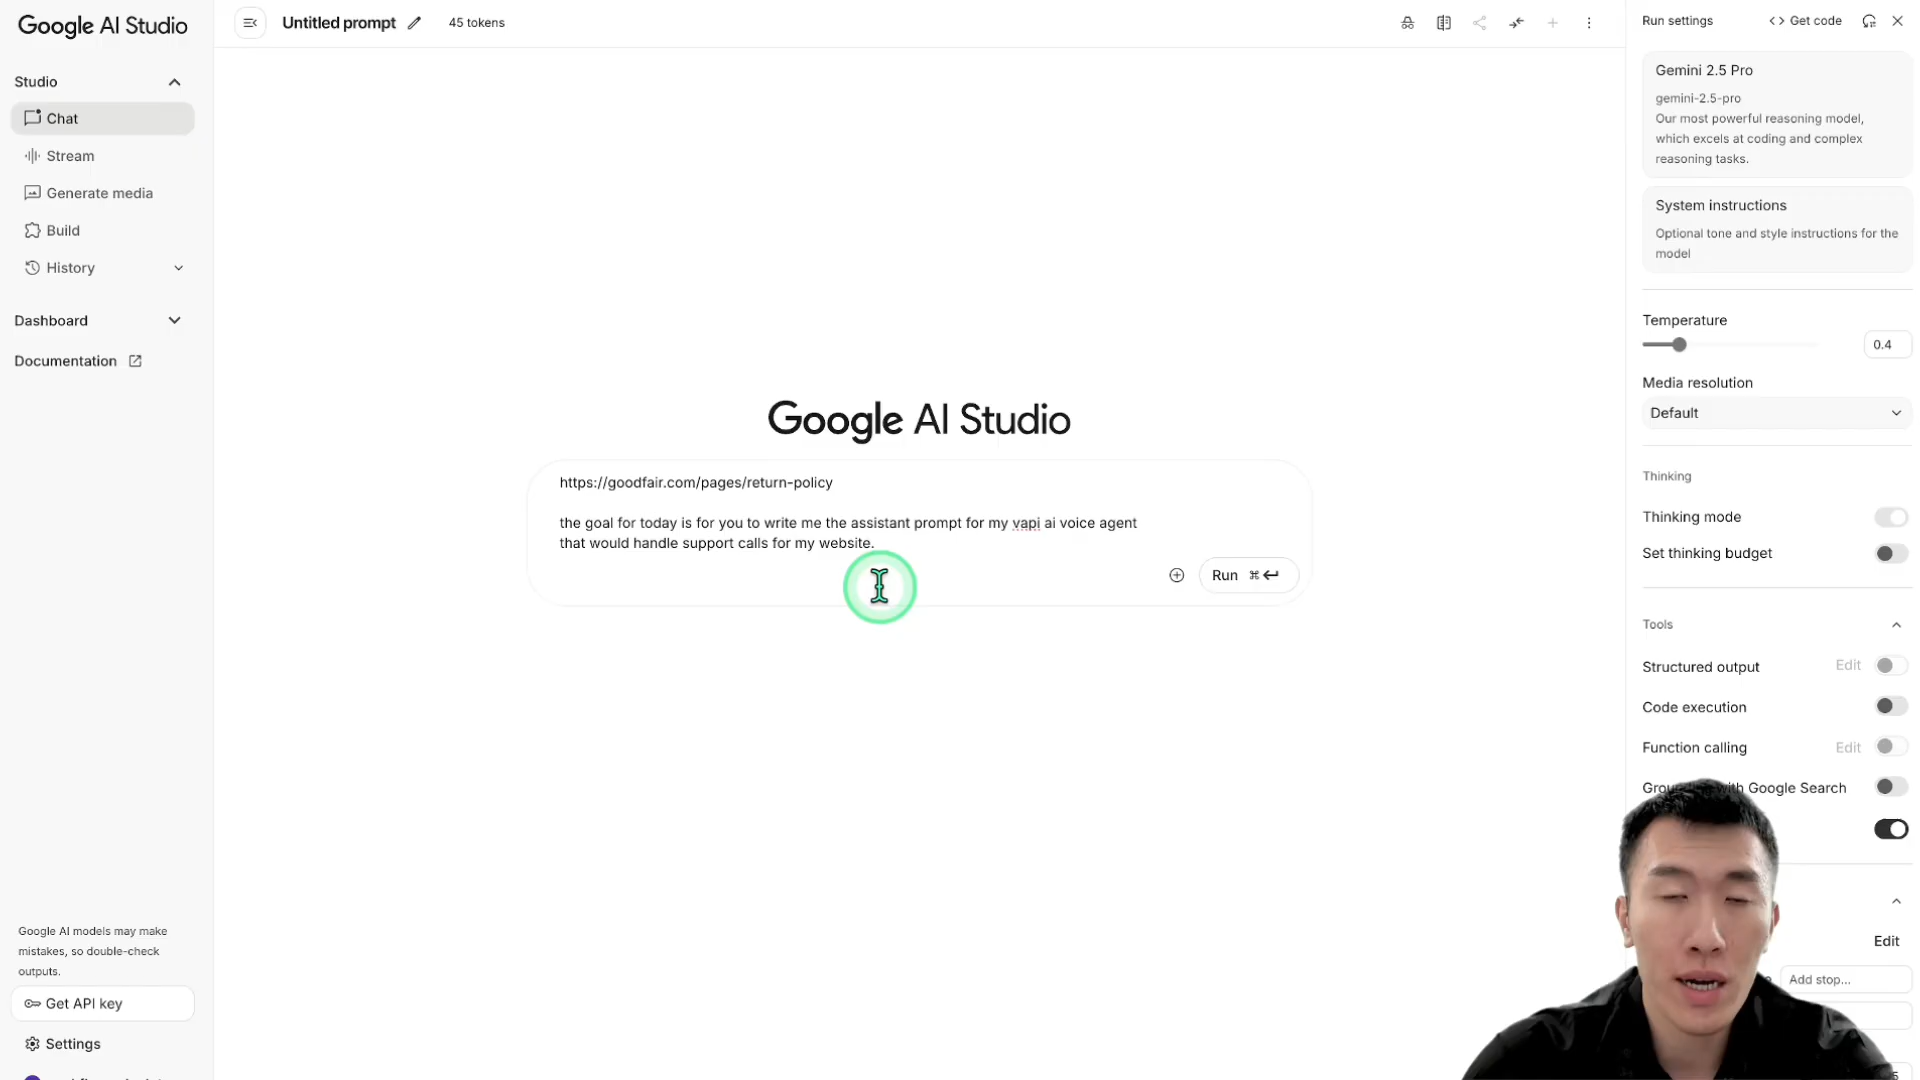 Google AI Studio
Studio
Chat
Stream
Generate media
Build
History
Dashboard
Documentation
Google AI models may make
mistakes, so double-check
outputs.
Get API key
Settings
Untitled prompt
45 tokens
Google AI Studio
https://goodfair.com/pages/return-policy
the goal for today is for you to write me the assistant prompt for my vapi ai voice agent
that would handle support calls for my website.
Run ⌘
Run settings
<> Get code
Gemini 2.5 Pro
gemini-2.5-pro
Our most powerful reasoning model,
which excels at coding and complex
reasoning tasks.
System instructions
Optional tone and style instructions for the
model
Temperature
0.4
Media resolution
Default
Thinking
Thinking mode
Set thinking budget
Tools
Structured output Edit
Code execution
Function calling Edit
Grounding with Google Search
Edit
Add stop...